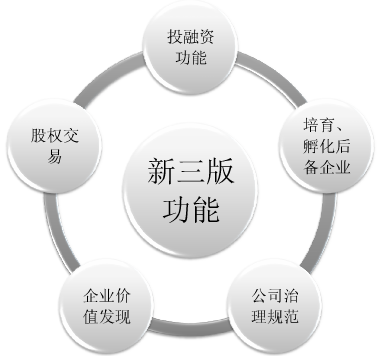 投融资
功能
股权交
易
培育、
孵化后
备企业
新三版
功能
企业价
值发现
公司治
理规范